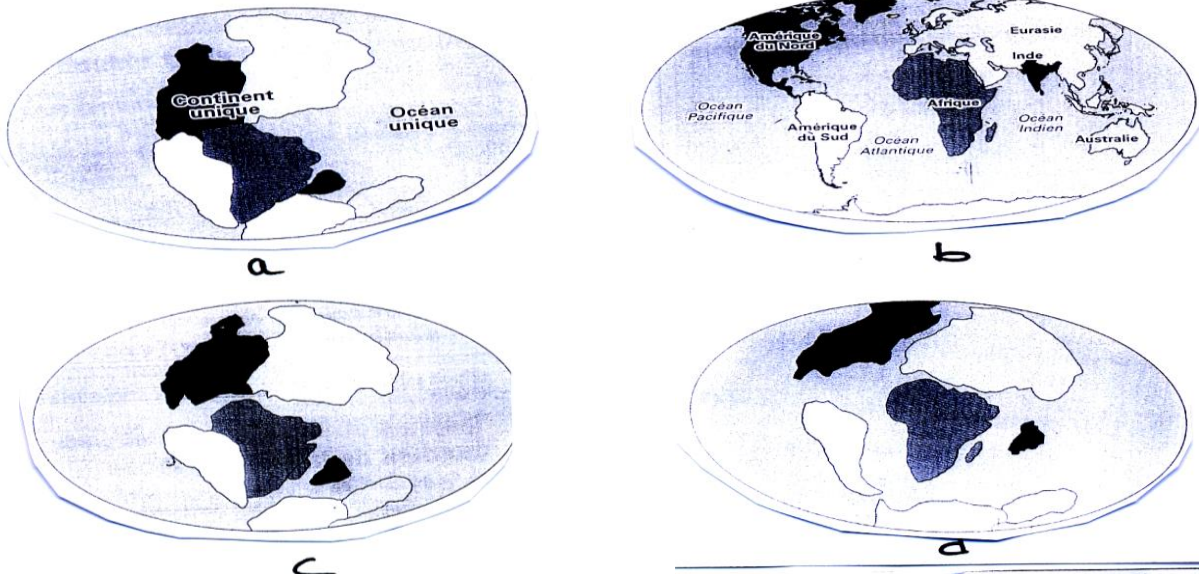 Continent
unique
Océan
unique
a
Amérique
du Nord
Eurasie
Inde
Océan
Pacifique
Afrique
Amérique
du Sud
Océan
Atlantique
Océan
Indien
Australie
b
c
d